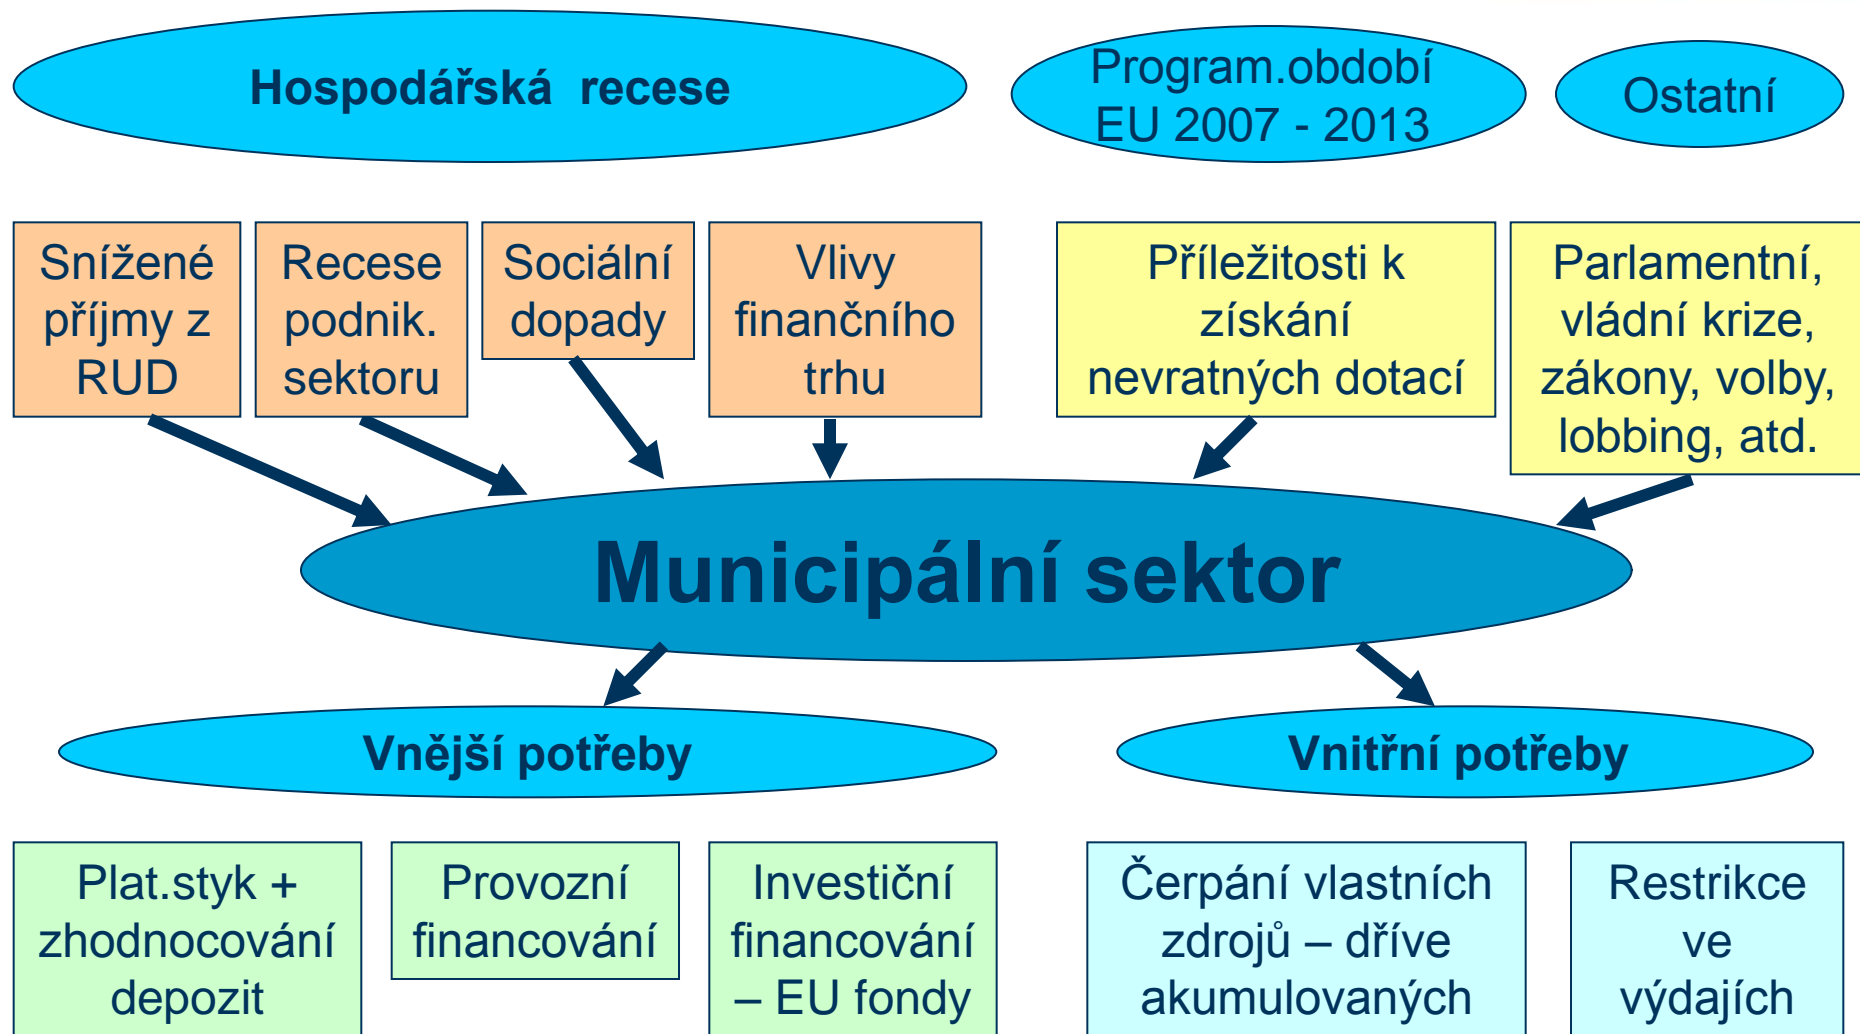 Hospodářská recese
Program.období
EU 2007 - 2013
Ostatní
Snížené
příjmy z
RUD
Recese
podnik.
sektoru
Sociální
dopady
Vlivy
finančního
trhu
Příležitosti k
získání
nevratných dotací
Parlamentní,
vládní krize,
zákony, volby,
lobbing, atd.
Municipální sektor
Vnější potřeby
Vnitřní potřeby
Plat.styk +
zhodnocování
depozit
Provozní
financování
Investiční
financování
– EU fondy
Čerpání vlastních
zdrojů – dříve
akumulovaných
Restrikce
ve
výdajích